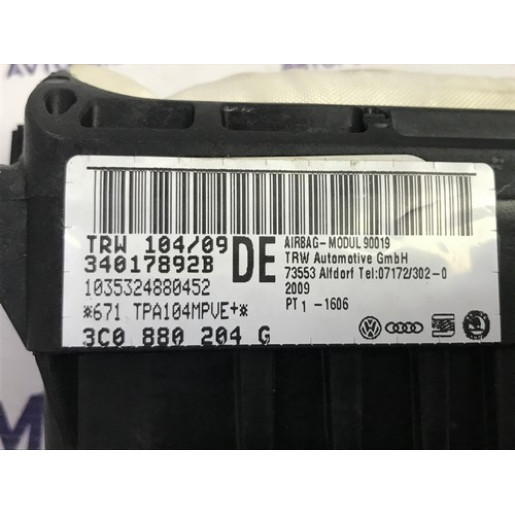 TRW 104/09
34017892B
1035324880452
*671 TPA104MPVE+*
3C0 880 204 G
DE
AIRBAG-MODUL 90019
TRW Automotive GmbH
73553 Alfdorf Tel:07172/302-0
2009
PT1 -1606